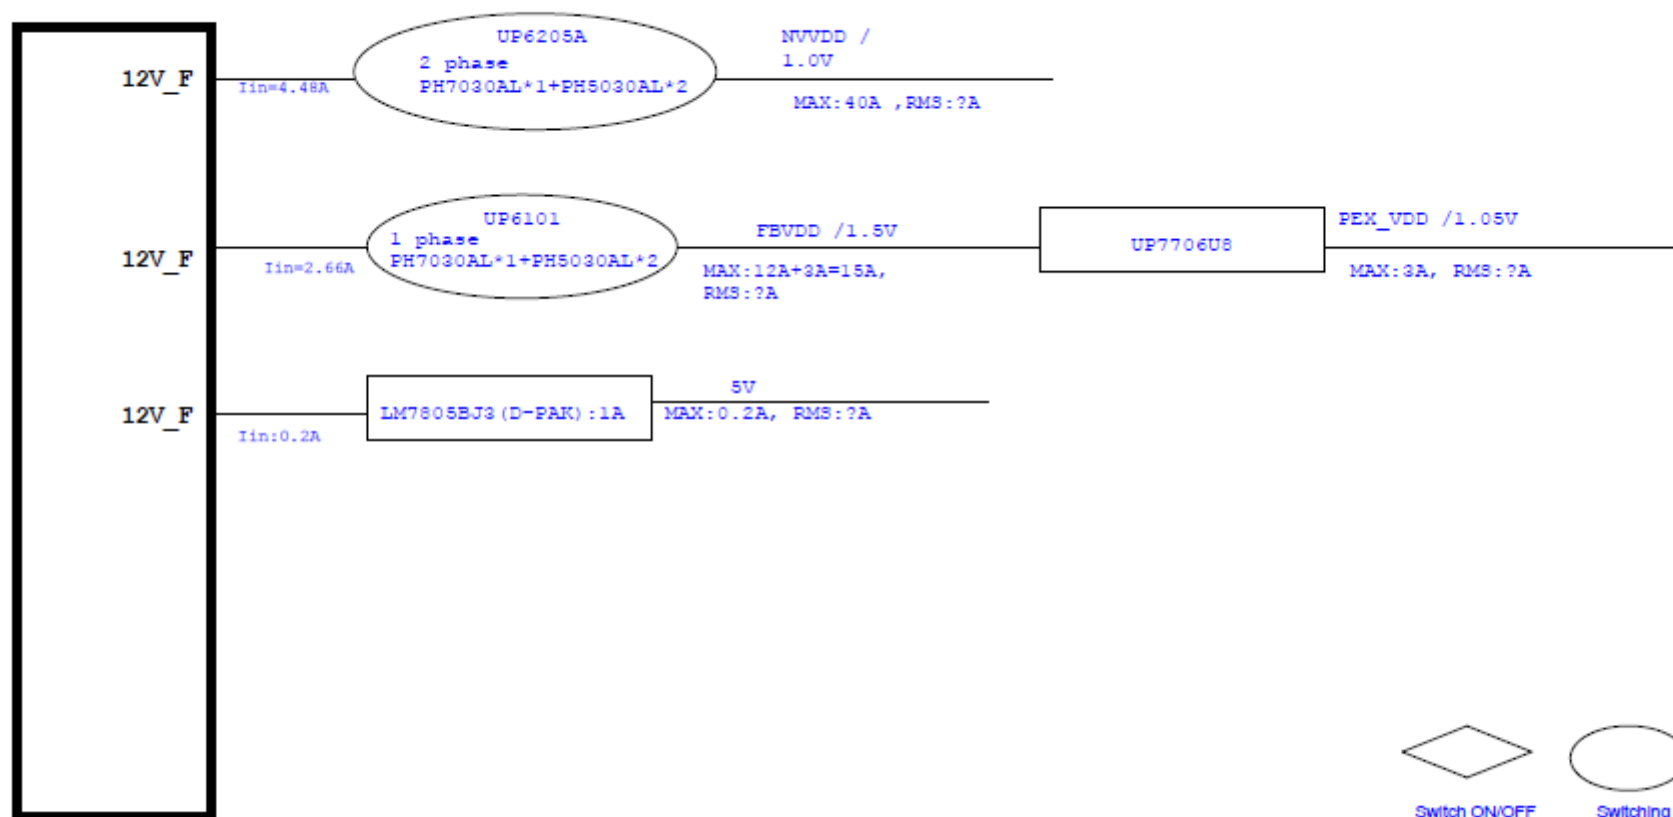 UP6205A
2 phase
PH7030AL*1+PH5030AL*2
NVVDD /
1.0V
12V_F
Iin=4.48A
MAX:40A ,RMS:?A
UP6101
1 phase
PH7030AL*1+PH5030AL*2
12V_F
Iin=2.66A
FBVDD /1.5V
MAX:12A+3A=15A,
RMS:?A
UP7706U8
PEX_VDD /1.05V
MAX:3A, RMS:?A
12V_F
Iin:0.2A
LM7805BJ3(D-PAK):1A
5V
MAX:0.2A, RMS:?A
Switch ON/OFF
Switching